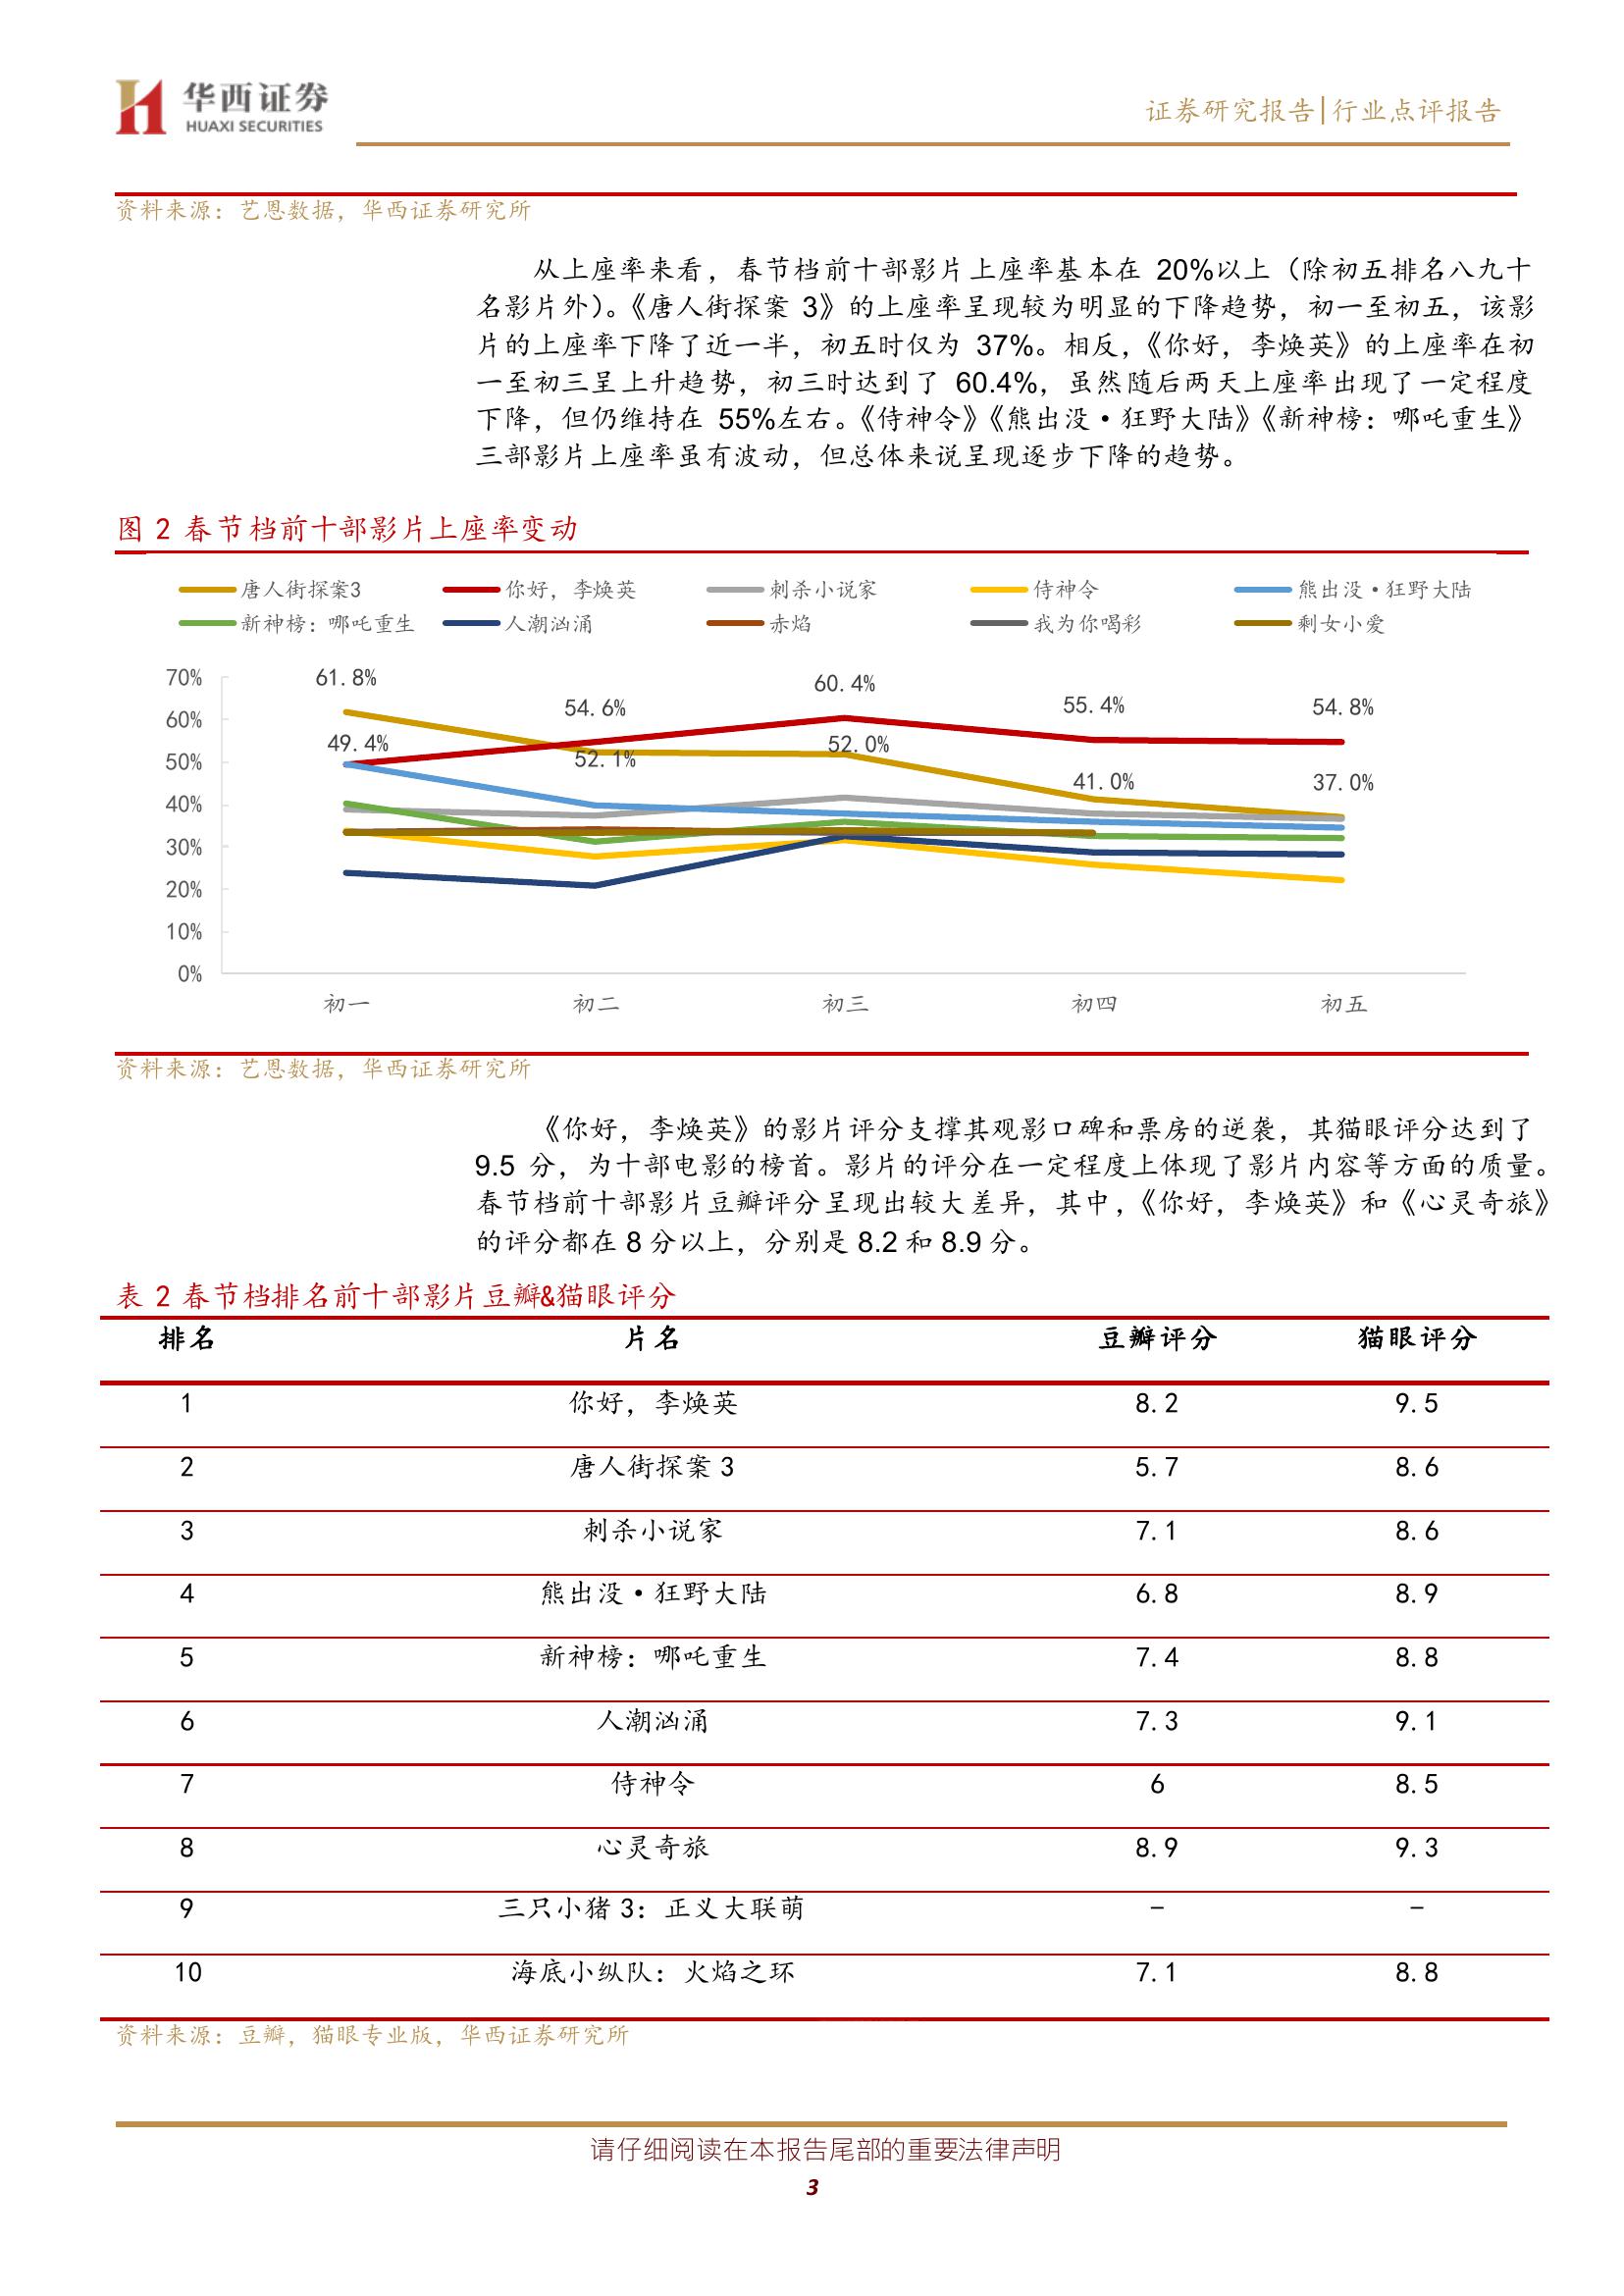 华西证券
HUAXI SECURITIES
证券研究报告|行业点评报告
资料来源：艺恩数据，华西证券研究所
从上座率来看，春节档前十部影片上座率基本在 20%以上（除初五排名八九十
名影片外）。《唐人街探案 3》的上座率呈现较为明显的下降趋势，初一至初五，该影
片的上座率下降了近一半，初五时仅为 37%。相反，《你好，李焕英》的上座率在初
一至初三呈上升趋势，初三时达到了 60.4%，虽然随后两天上座率出现了一定程度
下降，但仍维持在 55%左右。《侍神令》《熊出没·狂野大陆》《新神榜：哪吒重生》
三部影片上座率虽有波动，但总体来说呈现逐步下降的趋势。
图 2 春节档前十部影片上座率变动
唐人街探案3 你好，李焕英 刺杀小说家 侍神令 熊出没·狂野大陆
新神榜：哪吒重生 人潮汹涌 赤焰 我为你喝彩 剩女小爱
70%
60%
50%
40%
30%
20%
10%
0%
61.8%
54.6%
60.4%
55.4%
54.8%
49.4%
52.1%
52.0%
41.0%
37.0%
初一 初二 初三 初四 初五
资料来源：艺恩数据，华西证券研究所
《你好，李焕英》的影片评分支撑其观影口碑和票房的逆袭，其猫眼评分达到了
9.5 分，为十部电影的榜首。影片的评分在一定程度上体现了影片内容等方面的质量。
春节档前十部影片豆瓣评分呈现出较大差异，其中，《你好，李焕英》和《心灵奇旅》
的评分都在 8 分以上，分别是 8.2 和 8.9 分。
表 2 春节档排名前十部影片豆瓣&猫眼评分
排名 片名 豆瓣评分 猫眼评分
1 你好，李焕英 8.2 9.5
2 唐人街探案 3 5.7 8.6
3 刺杀小说家 7.1 8.6
4 熊出没·狂野大陆 6.8 8.9
5 新神榜：哪吒重生 7.4 8.8
6 人潮汹涌 7.3 9.1
7 侍神令 6 8.5
8 心灵奇旅 8.9 9.3
9 三只小猪 3：正义大联萌 - -
10 海底小纵队：火焰之环 7.1 8.8
资料来源：豆瓣，猫眼专业版，华西证券研究所
请仔细阅读在本报告尾部的重要法律声明
3